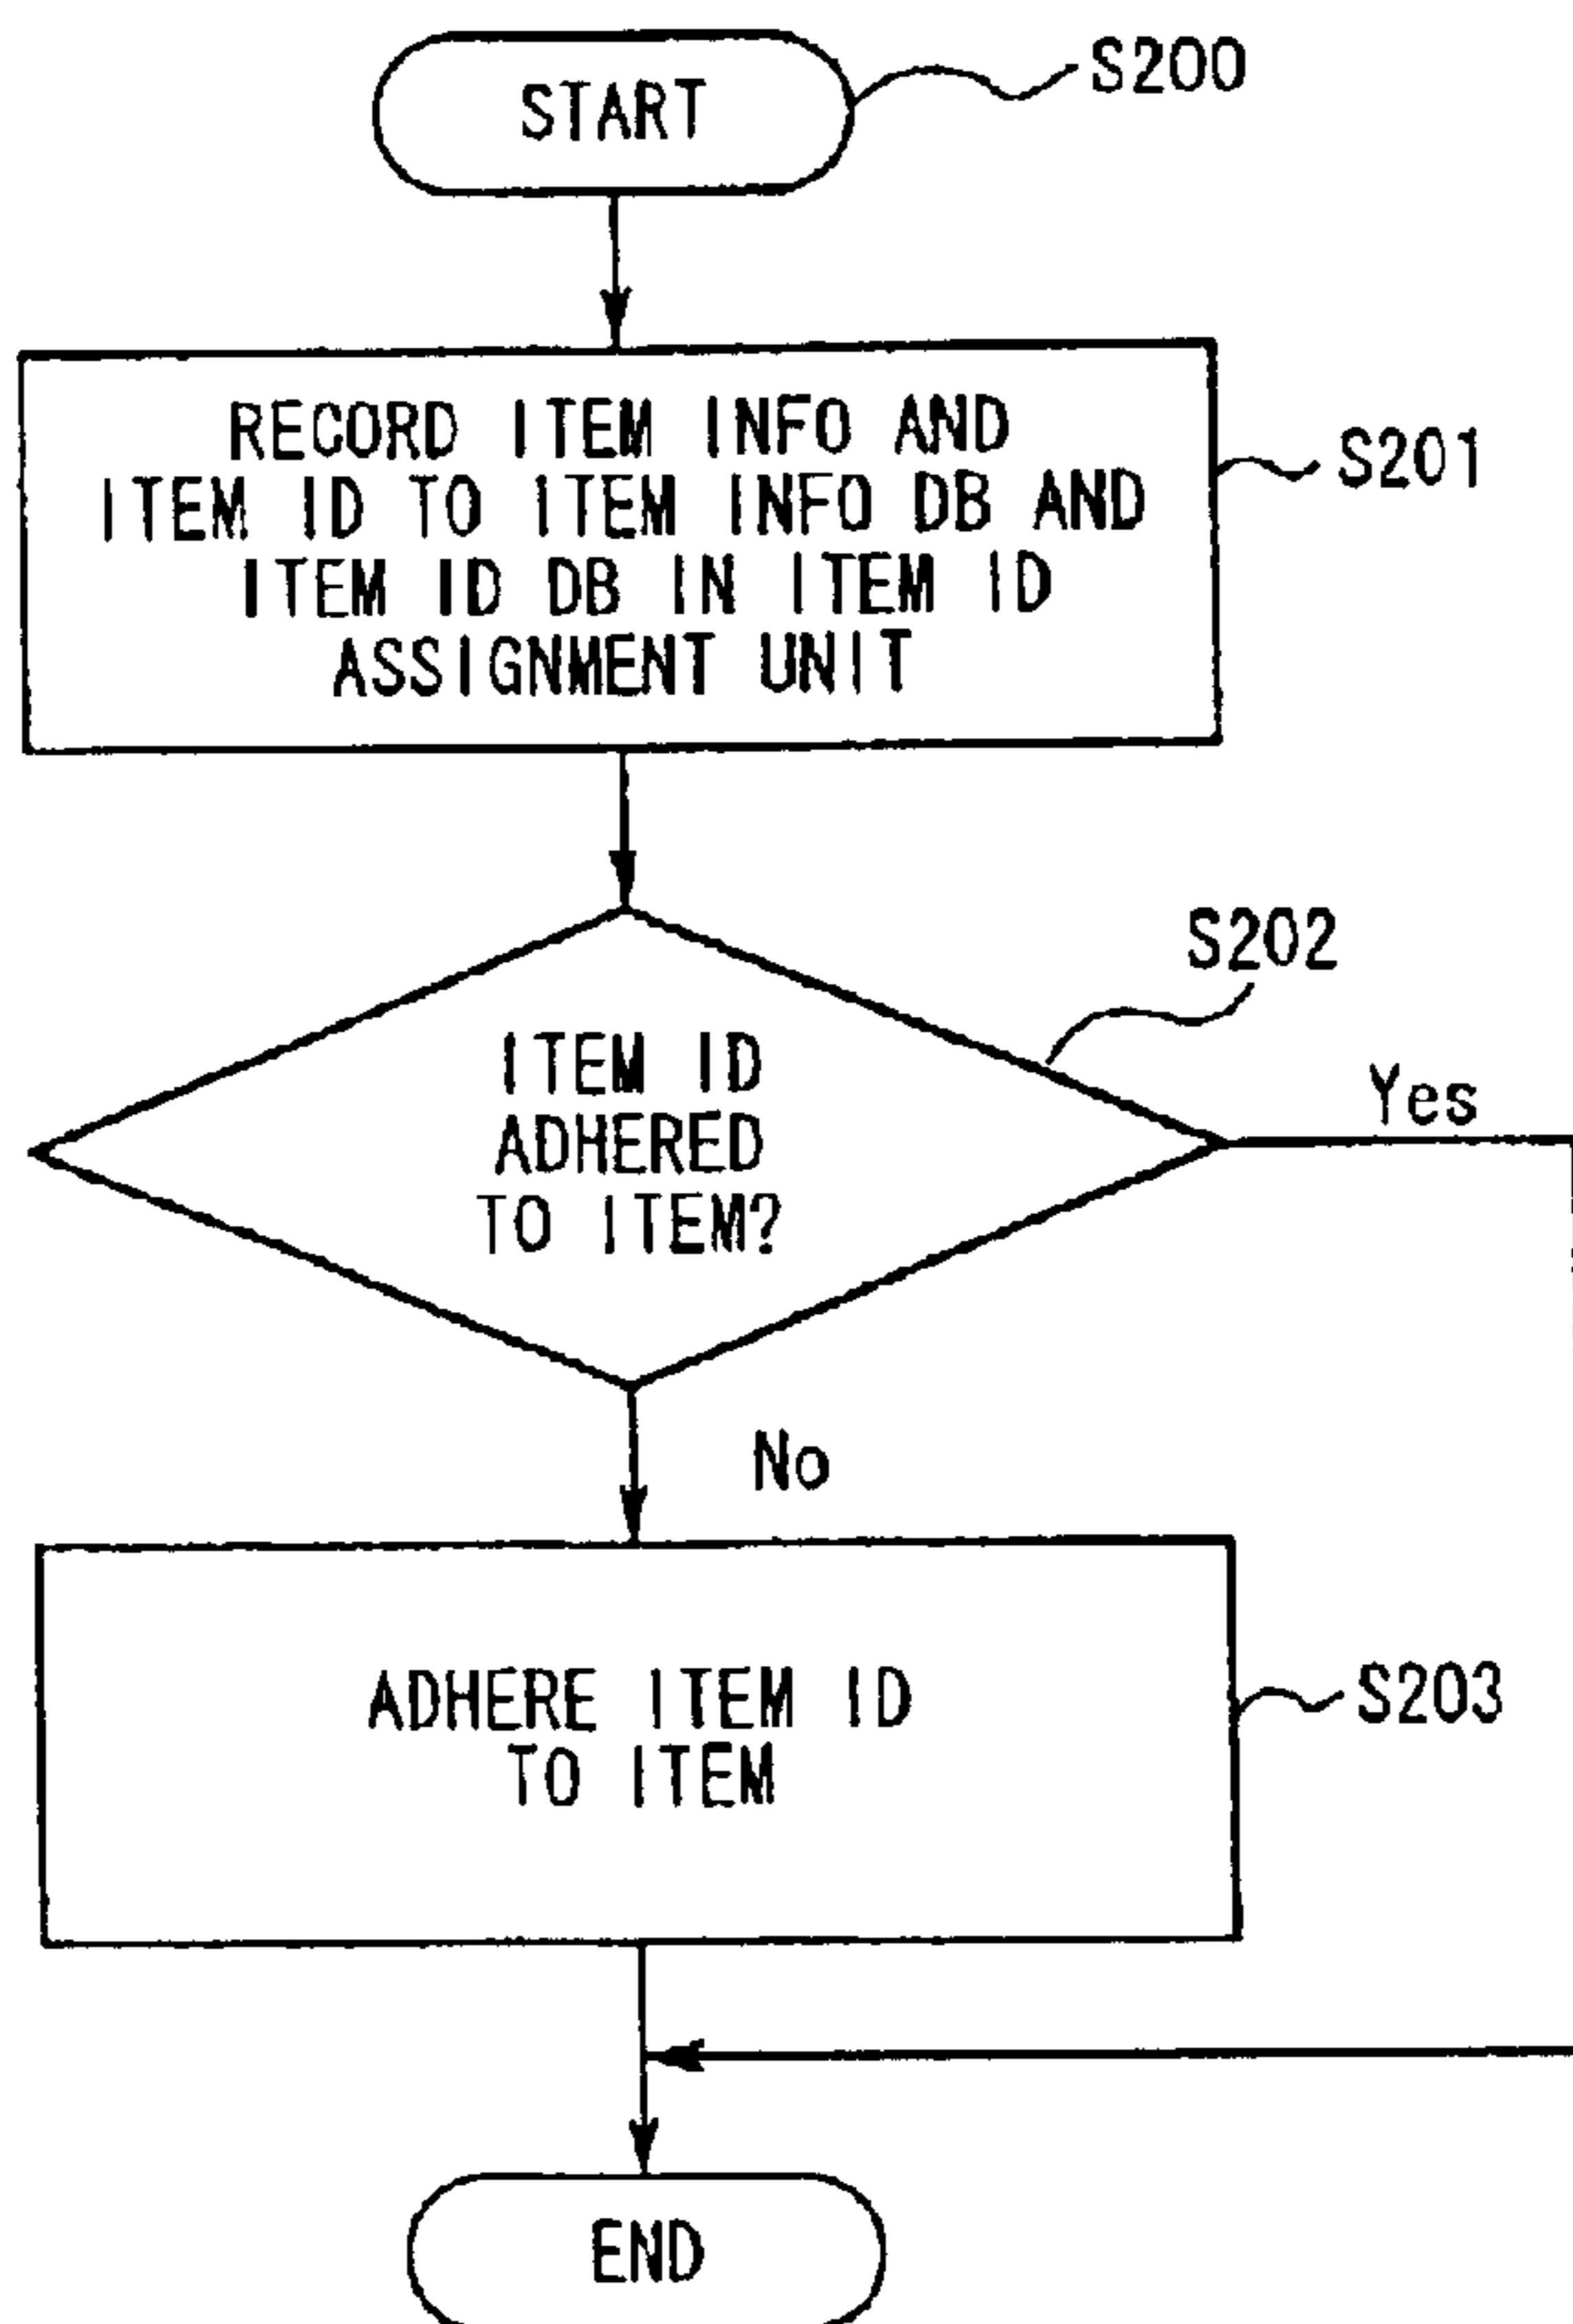 START
S200
RECORD ITEM INFO AND
ITEM ID TO ITEM INFO DB AND
ITEM ID DB IN ITEM ID
ASSIGNMENT UNIT
S201
S202
ITEM ID
ADHERED
TO ITEM?
Yes
No
ADHERE ITEM ID
TO ITEM
S203
END